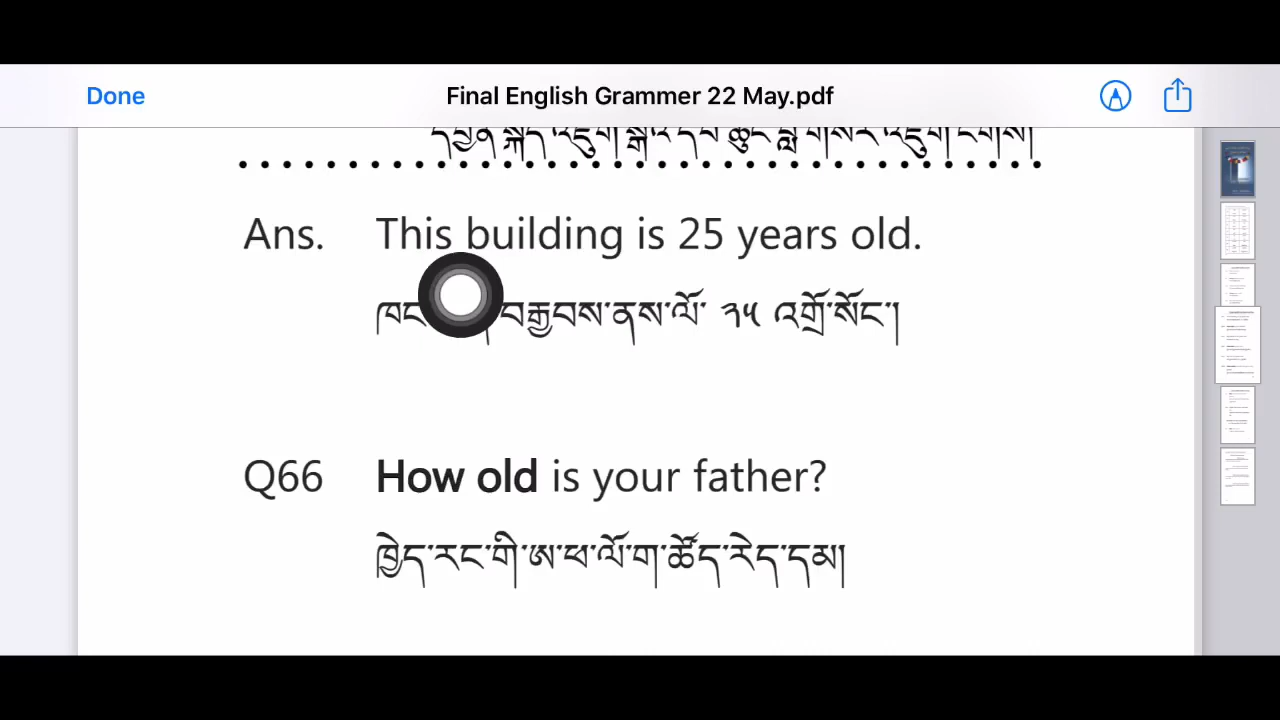 Done
Final English Grammer 22 May.pdf
Ans. This building is 25 years old.
བརྒྱབས་ནས་ལོ་ ༢༥ འགྲོ་སོང་།
Q66 How old is your father?
ཁྱེད་རང་གི་ཨ་ཕ་ལོ་ག་ཚོད་རེད་དམ།